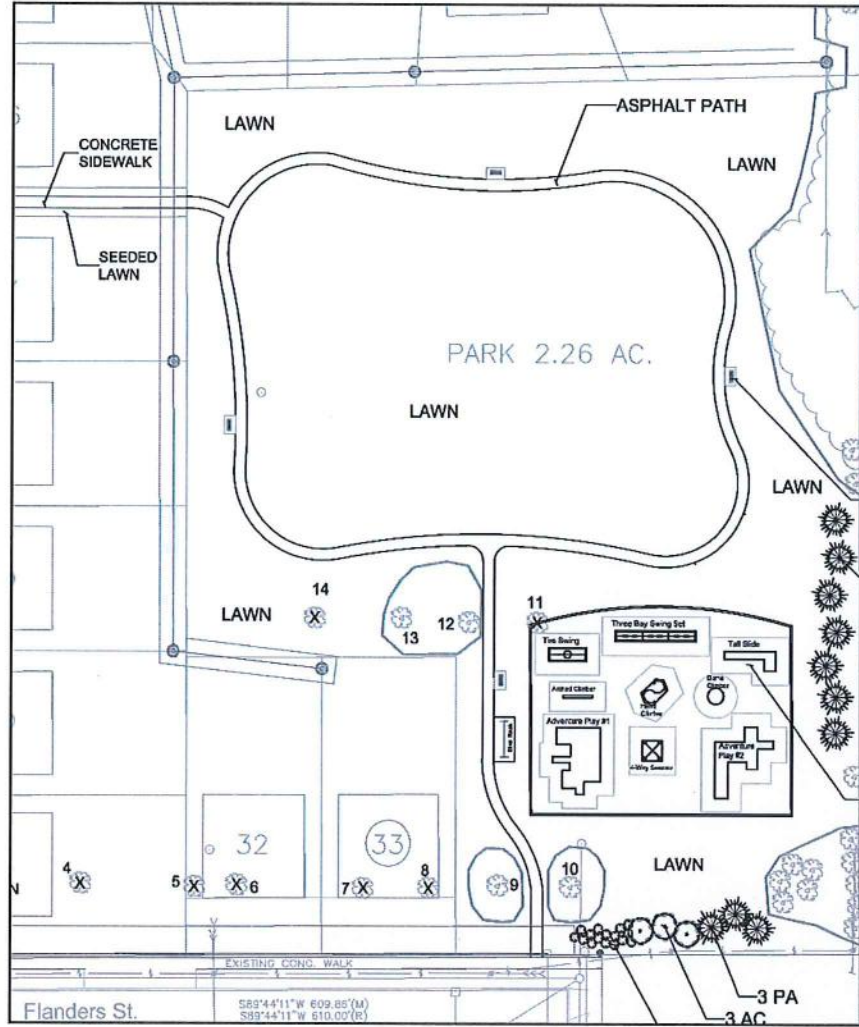 LAWN
ASPHALT PATH
CONCRETE
SIDEWALK
LAWN
SEEDED
LAWN
PARK 2.26 AC.
LAWN
LAWN
14
13
12
11
LAWN
Three Bay Swing Set
Tire Swing
Tall Slide
Climber
Climber
Adventure Play #1
Adventure
Play #2
32
33
4
5
6
7
8
9
10
LAWN
N
EXISTING CONC. WALK
3 PA
3 AC
Flanders St.
S89°44'11"W 609.86'(M)
S89°44'11"W 610.00'(R)